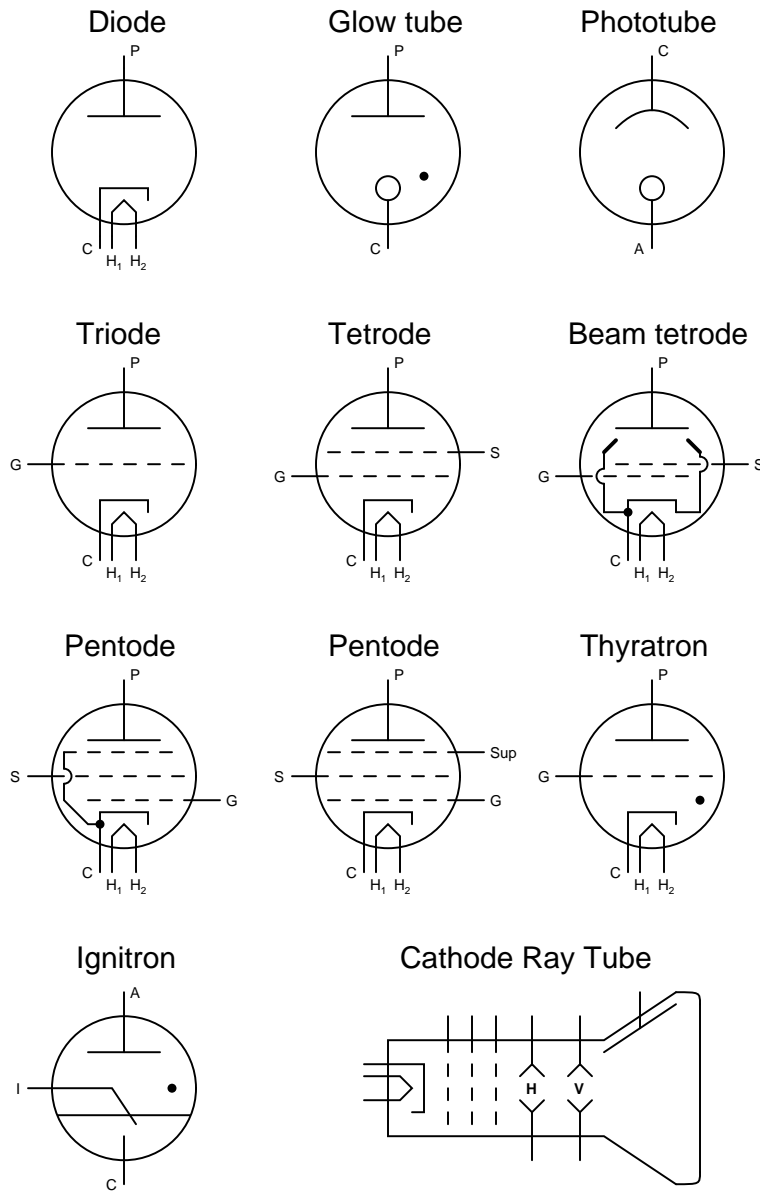 Diode Glow tube Phototube
P P C
C H₁ H₂ C A
Triode Tetrode Beam tetrode
P P P
G S G G S
C H₁ H₂ C H₁ H₂ C H₁ H₂
Pentode Pentode Thyratron
P P P
S G S Sup G G
C H₁ H₂ C H₁ H₂ C H₁ H₂
Ignitron Cathode Ray Tube
A
I H V
C